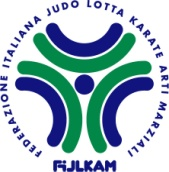 FEDERAZIONE ITALIANA JUDO LOTTA KARATE ARTI MARZIALI
FIJLKAM